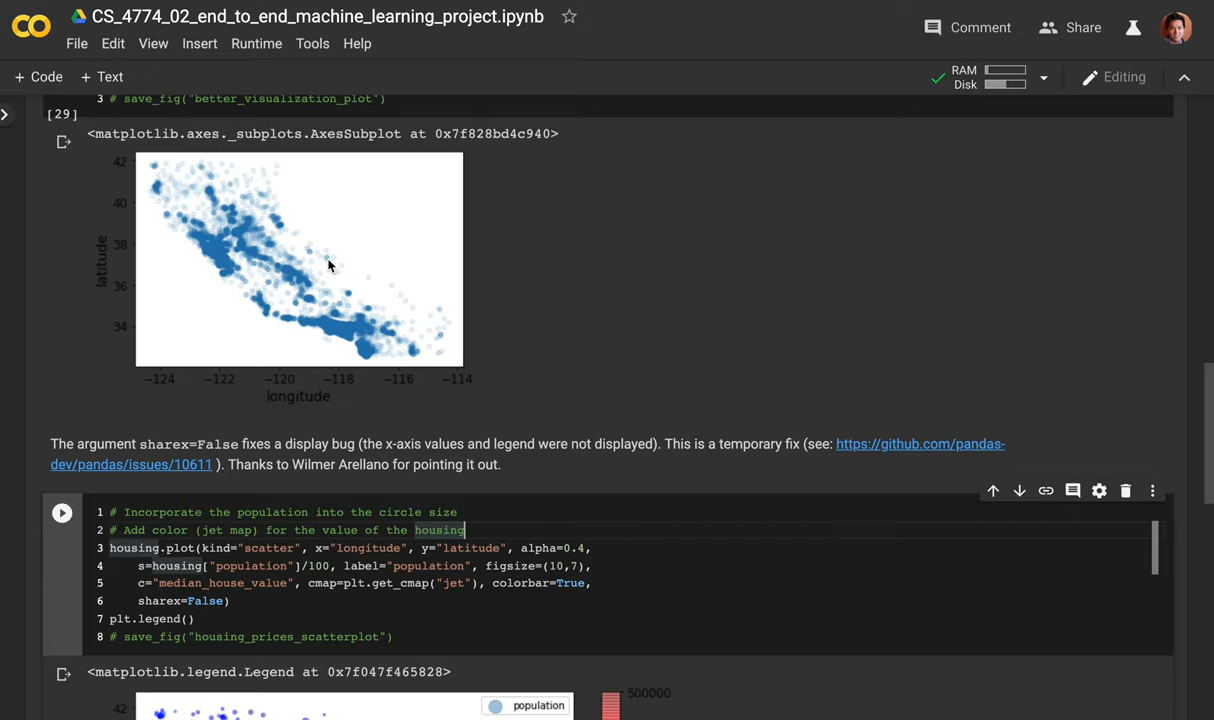 CO
CS_4774_02_end_to_end_machine_learning_project.ipynb
Comment
Share
File Edit View Insert Runtime Tools Help
+ Code + Text
RAM
Disk
Editing
3 # save_fig("better_visualization_plot")
[29]
<matplotlib.axes._subplots.AxesSubplot at 0x7f828bd4c940>
42
40
38
36
34
latitude
−124 −122 −120 −118 −116 −114
longitude
The argument sharex=False fixes a display bug (the x-axis values and legend were not displayed). This is a temporary fix (see: https://github.com/pandas-
dev/pandas/issues/10611 ). Thanks to Wilmer Arellano for pointing it out.
1 # Incorporate the population into the circle size
2 # Add color (jet map) for the value of the housing
3 housing.plot(kind="scatter", x="longitude", y="latitude", alpha=0.4,
4 s=housing["population"]/100, label="population", figsize=(10,7),
5 c="median_house_value", cmap=plt.get_cmap("jet"), colorbar=True,
6 sharex=False)
7 plt.legend()
8 # save_fig("housing_prices_scatterplot")
<matplotlib.legend.Legend at 0x7f047f465828>
42
population
500000